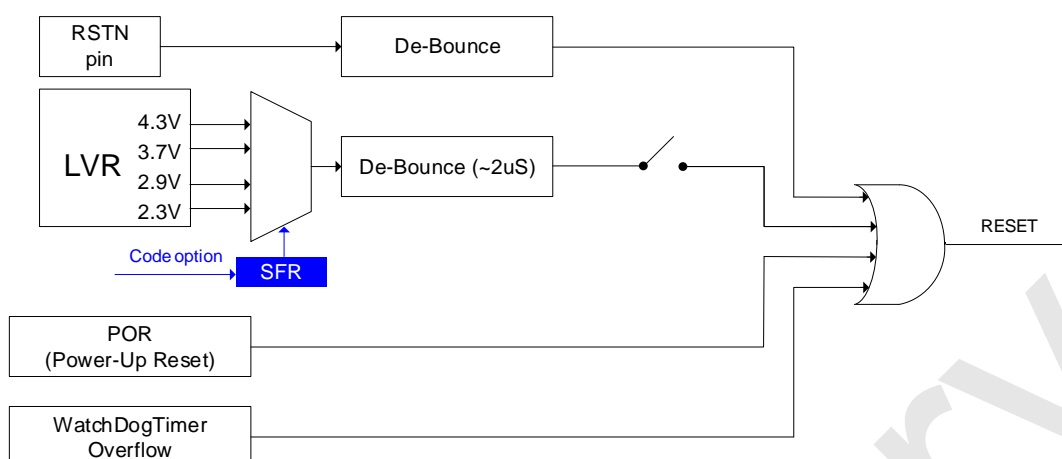 RSTN
pin
De-Bounce
LVR
4.3V
3.7V
2.9V
2.3V
De-Bounce (~2uS)
Code option
SFR
RESET
POR
(Power-Up Reset)
WatchDogTimer
Overflow